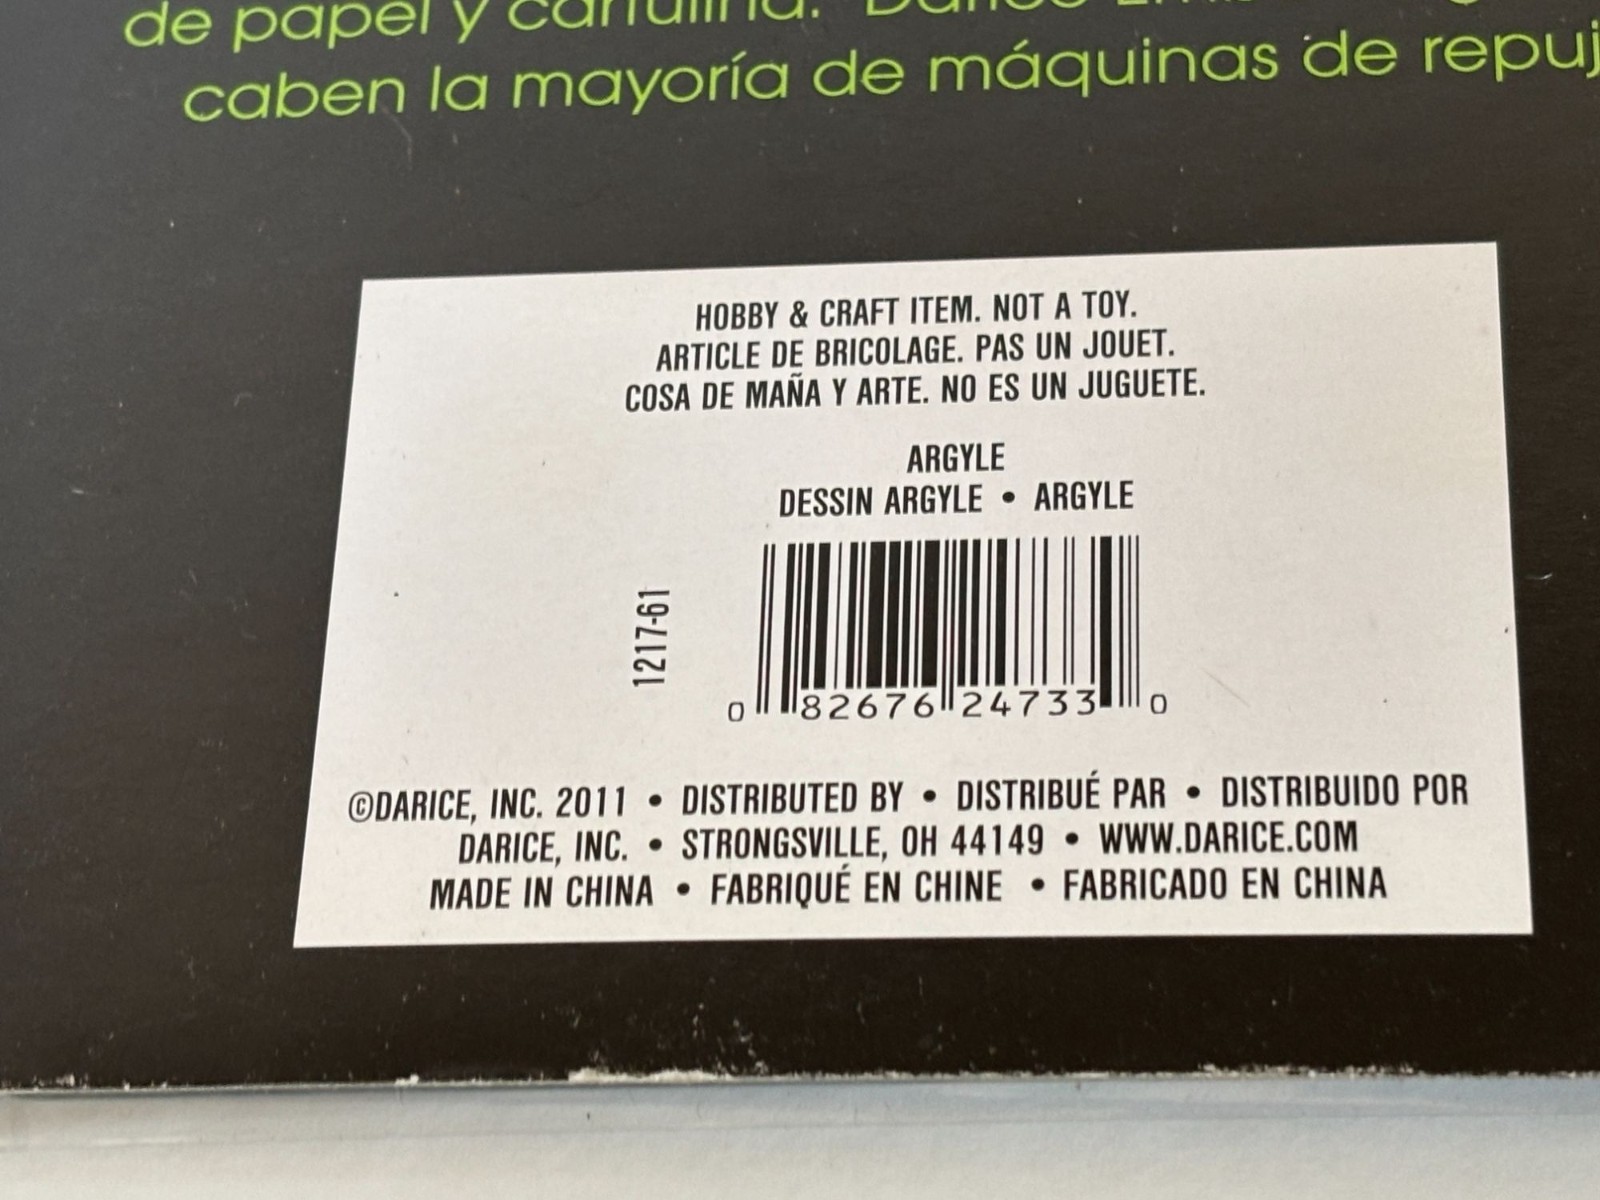 de papel y cartulina. Darice
caben la mayoría de máquinas de
HOBBY & CRAFT ITEM. NOT A TOY.
ARTICLE DE BRICOLAGE. PAS UN JOUET.
COSA DE MAÑA Y ARTE. NO ES UN JUGUETE.
ARGYLE
DESSIN ARGYLE • ARGYLE
1217-61
0 82676 24733 0
©DARICE, INC. 2011 • DISTRIBUTED BY • DISTRIBUÉ PAR • DISTRIBUIDO POR
DARICE, INC. • STRONGSVILLE, OH 44149 • WWW.DARICE.COM
MADE IN CHINA • FABRIQUÉ EN CHINE • FABRICADO EN CHINA